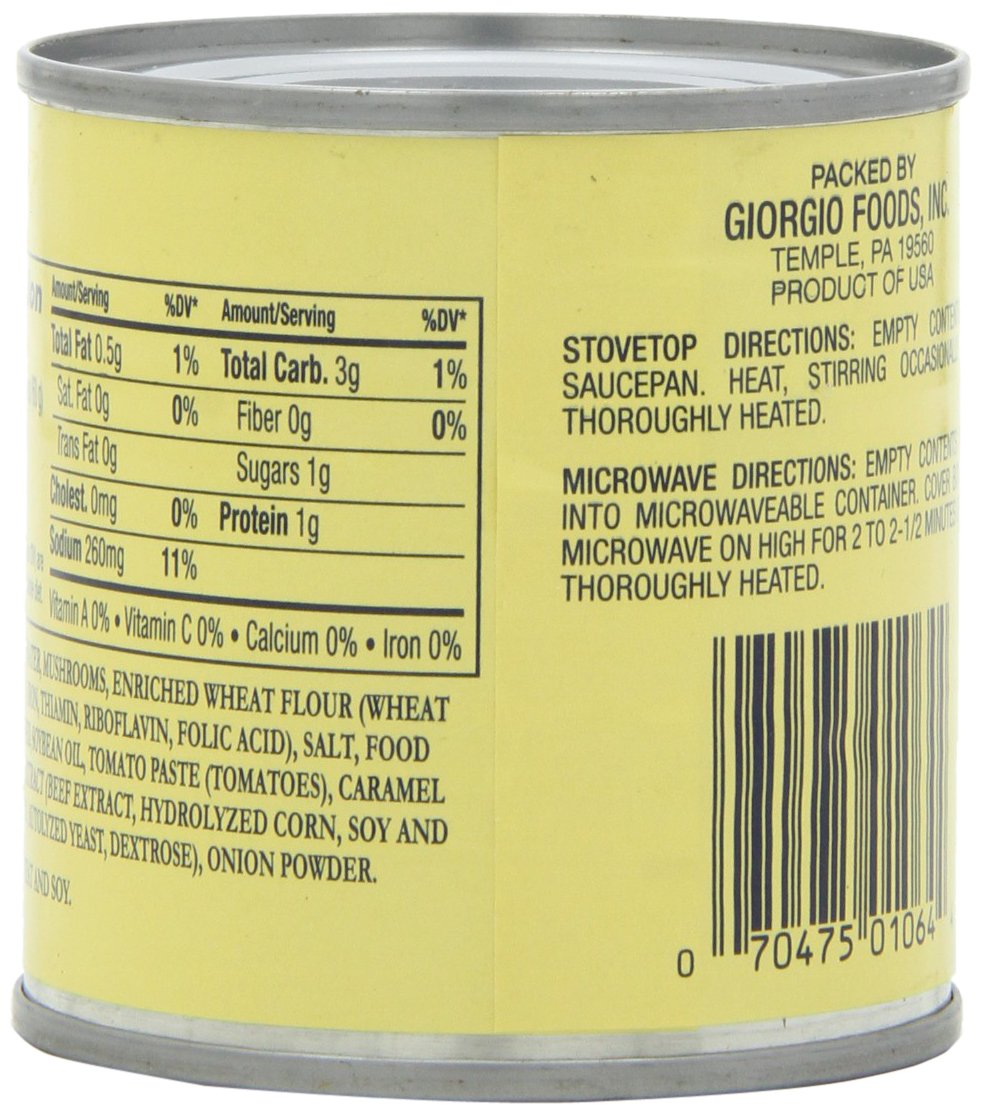 Amount/Serving %DV* Amount/Serving %DV*
Total Fat 0.5g 1% Total Carb. 3g 1%
Sat. Fat 0g 0% Fiber 0g 0%
Trans Fat 0g Sugars 1g
Cholest. 0mg 0% Protein 1g
Sodium 260mg 11%
Vitamin A 0% • Vitamin C 0% • Calcium 0% • Iron 0%
MUSHROOMS, ENRICHED WHEAT FLOUR (WHEAT
THIAMIN, RIBOFLAVIN, FOLIC ACID), SALT, FOOD
SOYBEAN OIL, TOMATO PASTE (TOMATOES), CARAMEL
(BEEF EXTRACT, HYDROLYZED CORN, SOY AND
YEAST, DEXTROSE), ONION POWDER.
AND SOY.
PACKED BY
GIORGIO FOODS, INC.
TEMPLE, PA 19560
PRODUCT OF USA
STOVETOP DIRECTIONS: EMPTY
SAUCEPAN. HEAT, STIRRING
THOROUGHLY HEATED.
MICROWAVE DIRECTIONS: EMPTY
INTO MICROWAVEABLE CONTAINER. COVER
MICROWAVE ON HIGH FOR 2 TO 2-1/2 MINUTES
THOROUGHLY HEATED.
0 70475 01064